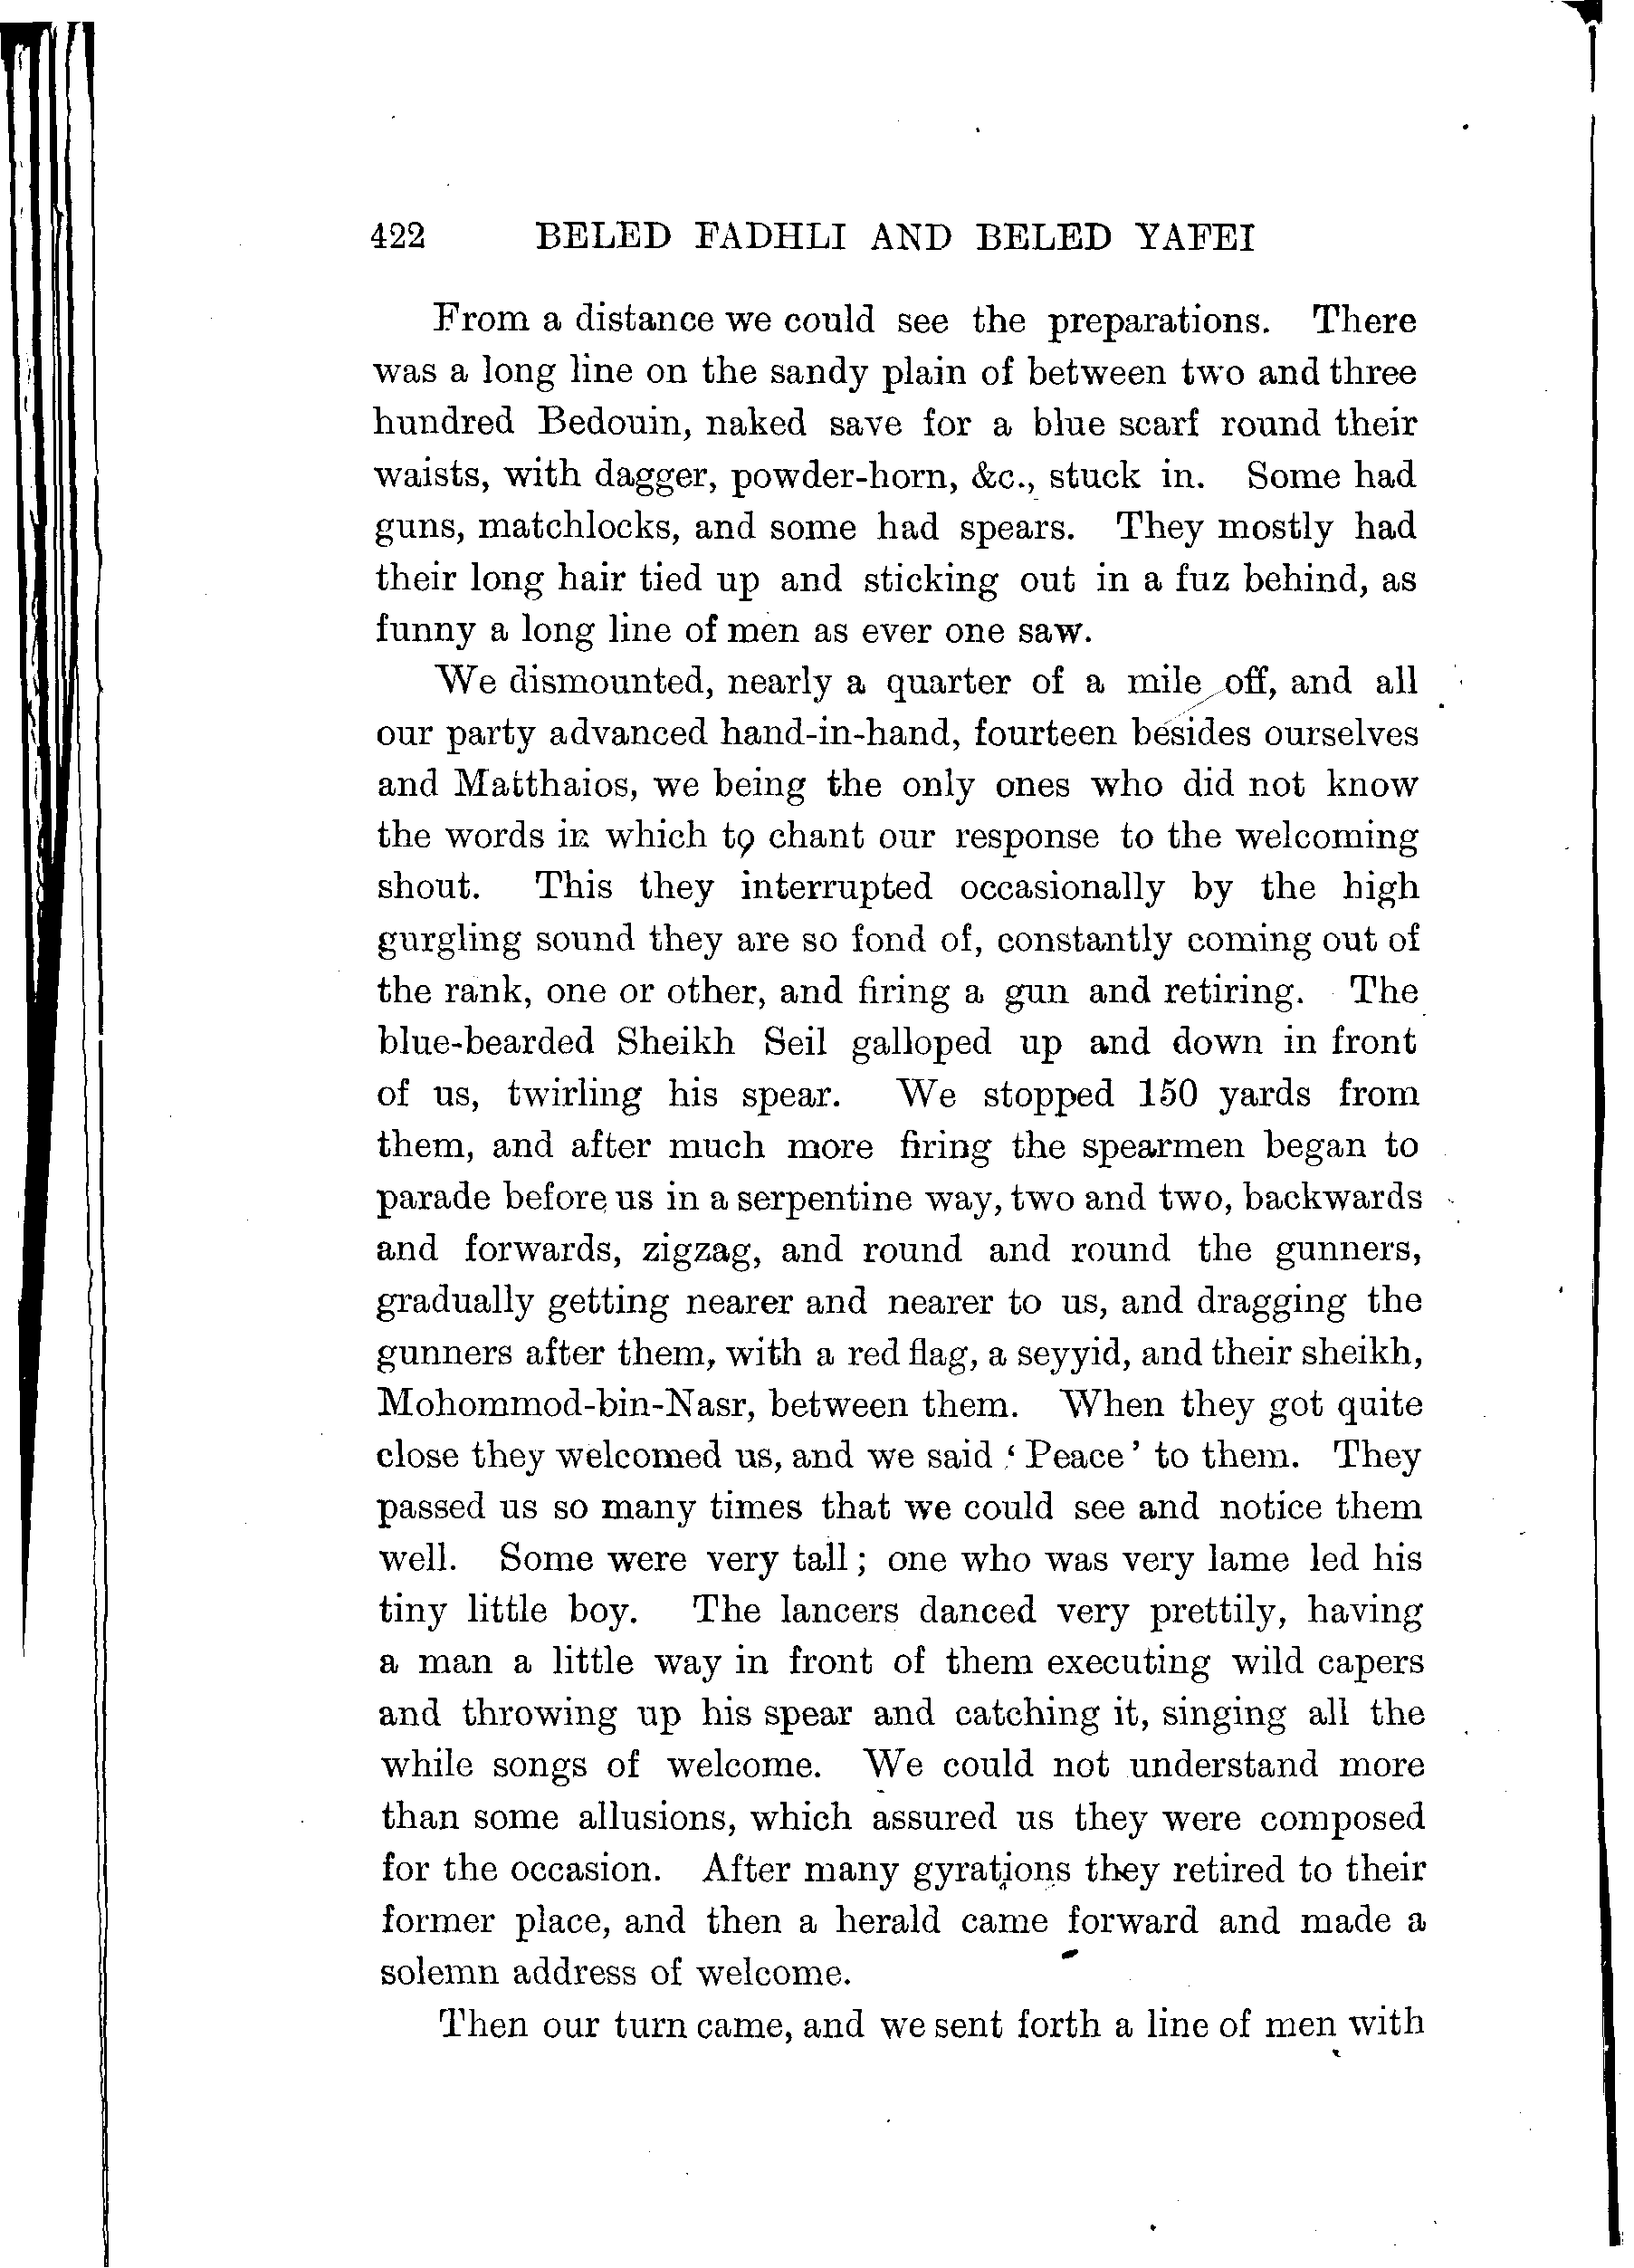 422 BELED FADHLI AND BELED YAFEI
From a distance we could see the preparations. There
was a long line on the sandy plain of between two and three
hundred Bedouin, naked save for a blue scarf round their
waists, with dagger, powder-horn, &c., stuck in. Some had
guns, matchlocks, and some had spears. They mostly had
their long hair tied up and sticking out in a fuz behind, as
funny a long line of men as ever one saw.
We dismounted, nearly a quarter of a mile off, and all
our party advanced hand-in-hand, fourteen besides ourselves
and Matthaios, we being the only ones who did not know
the words in which to chant our response to the welcoming
shout. This they interrupted occasionally by the high
gurgling sound they are so fond of, constantly coming out of
the rank, one or other, and firing a gun and retiring. The
blue-bearded Sheikh Seil galloped up and down in front
of us, twirling his spear. We stopped 150 yards from
them, and after much more firing the spearmen began to
parade before us in a serpentine way, two and two, backwards
and forwards, zigzag, and round and round the gunners,
gradually getting nearer and nearer to us, and dragging the
gunners after them, with a red flag, a seyyid, and their sheikh,
Mohommod-bin-Nasr, between them. When they got quite
close they welcomed us, and we said ‘Peace’ to them. They
passed us so many times that we could see and notice them
well. Some were very tall; one who was very lame led his
tiny little boy. The lancers danced very prettily, having
a man a little way in front of them executing wild capers
and throwing up his spear and catching it, singing all the
while songs of welcome. We could not understand more
than some allusions, which assured us they were composed
for the occasion. After many gyrations they retired to their
former place, and then a herald came forward and made a
solemn address of welcome.
Then our turn came, and we sent forth a line of men with